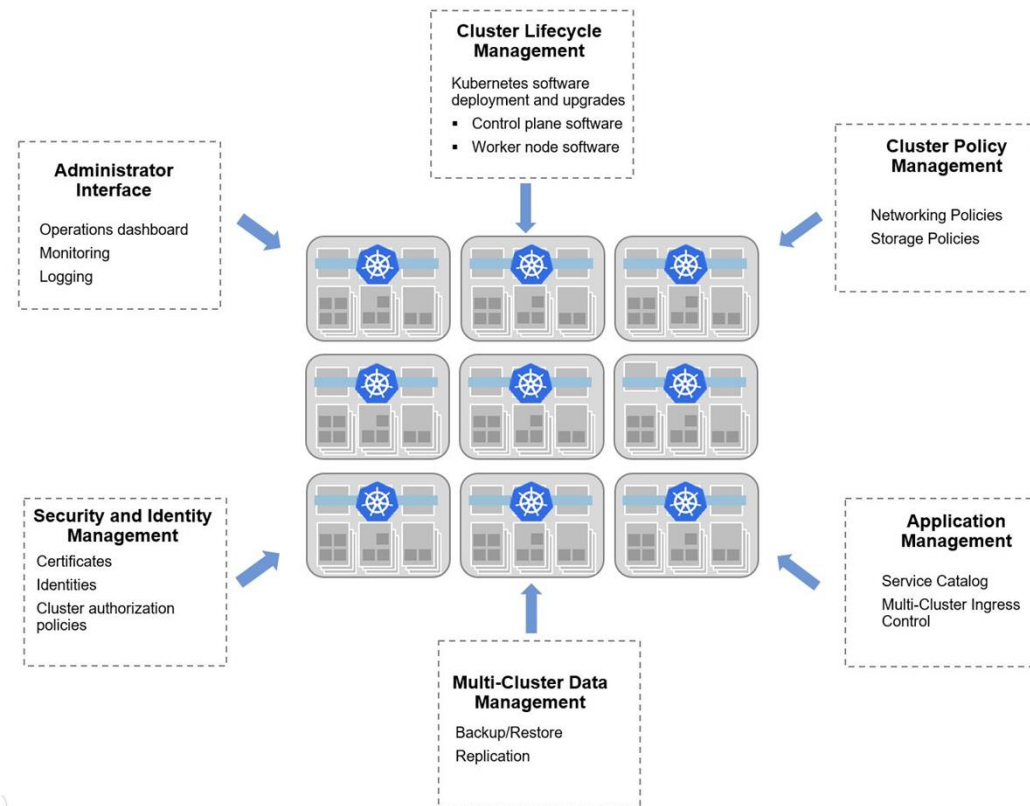 Cluster Lifecycle
Management
Kubernetes software
deployment and upgrades
▪ Control plane software
▪ Worker node software
Administrator
Interface
Operations dashboard
Monitoring
Logging
Cluster Policy
Management
Networking Policies
Storage Policies
Security and Identity
Management
Certificates
Identities
Cluster authorization
policies
Application
Management
Service Catalog
Multi-Cluster Ingress
Control
Multi-Cluster Data
Management
Backup/Restore
Replication